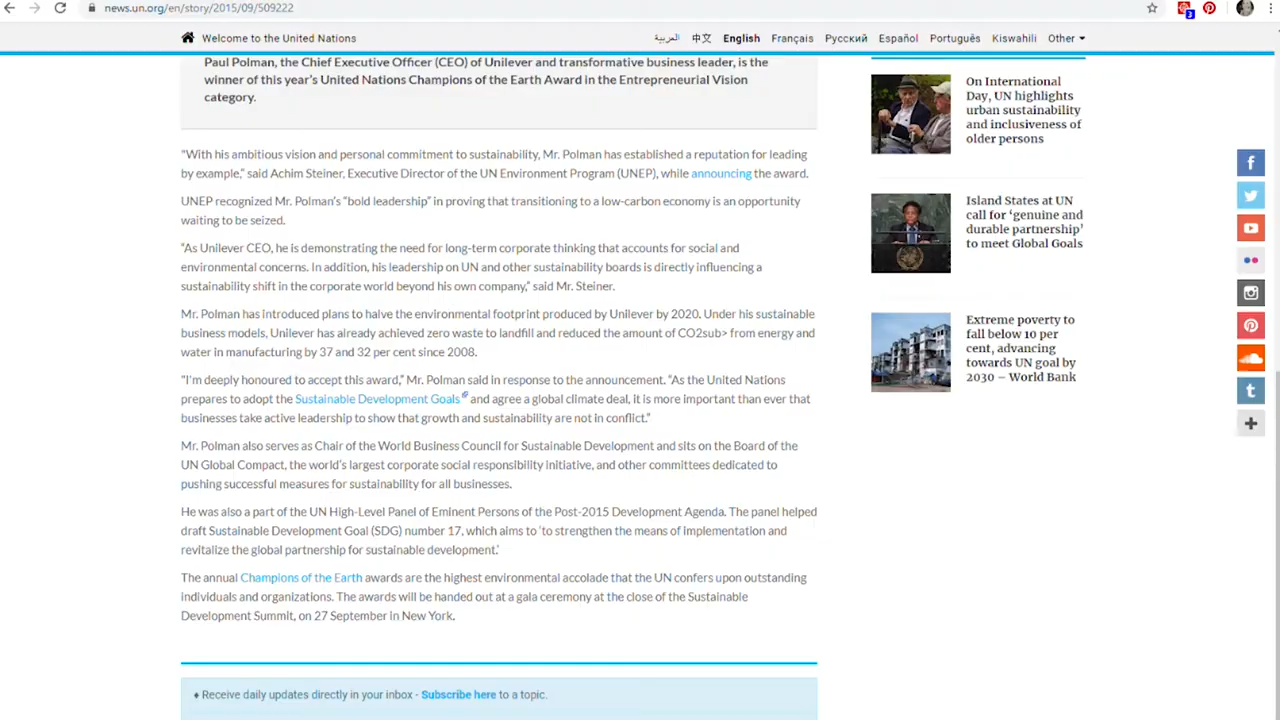 news.un.org/en/story/2015/09/509222
3
Welcome to the United Nations
العربية
中文
English
Français
Русский
Español
Português
Kiswahili
Other
Paul Polman, the Chief Executive Officer (CEO) of Unilever and transformative business leader, is the
winner of this year's United Nations Champions of the Earth Award in the Entrepreneurial Vision
category.
“With his ambitious vision and personal commitment to sustainability, Mr. Polman has established a reputation for leading
by example,” said Achim Steiner, Executive Director of the UN Environment Program (UNEP), while announcing the award.
UNEP recognized Mr. Polman's “bold leadership” in proving that transitioning to a low-carbon economy is an opportunity
waiting to be seized.
“As Unilever CEO, he is demonstrating the need for long-term corporate thinking that accounts for social and
environmental concerns. In addition, his leadership on UN and other sustainability boards is directly influencing a
sustainability shift in the corporate world beyond his own company,” said Mr. Steiner.
Mr. Polman has introduced plans to halve the environmental footprint produced by Unilever by 2020. Under his sustainable
business models, Unilever has already achieved zero waste to landfill and reduced the amount of CO2sub> from energy and
water in manufacturing by 37 and 32 per cent since 2008.
“I'm deeply honoured to accept this award,” Mr. Polman said in response to the announcement. “As the United Nations
prepares to adopt the Sustainable Development Goals and agree a global climate deal, it is more important than ever that
businesses take active leadership to show that growth and sustainability are not in conflict.”
Mr. Polman also serves as Chair of the World Business Council for Sustainable Development and sits on the Board of the
UN Global Compact, the world's largest corporate social responsibility initiative, and other committees dedicated to
pushing successful measures for sustainability for all businesses.
He was also a part of the UN High-Level Panel of Eminent Persons of the Post-2015 Development Agenda. The panel helped
draft Sustainable Development Goal (SDG) number 17, which aims to ‘to strengthen the means of implementation and
revitalize the global partnership for sustainable development.’
The annual Champions of the Earth awards are the highest environmental accolade that the UN confers upon outstanding
individuals and organizations. The awards will be handed out at a gala ceremony at the close of the Sustainable
Development Summit, on 27 September in New York.
♦ Receive daily updates directly in your inbox - Subscribe here to a topic.
On International
Day, UN highlights
urban sustainability
and inclusiveness of
older persons
Island States at UN
call for ‘genuine and
durable partnership’
to meet Global Goals
Extreme poverty to
fall below 10 per
cent, advancing
towards UN goal by
2030 – World Bank